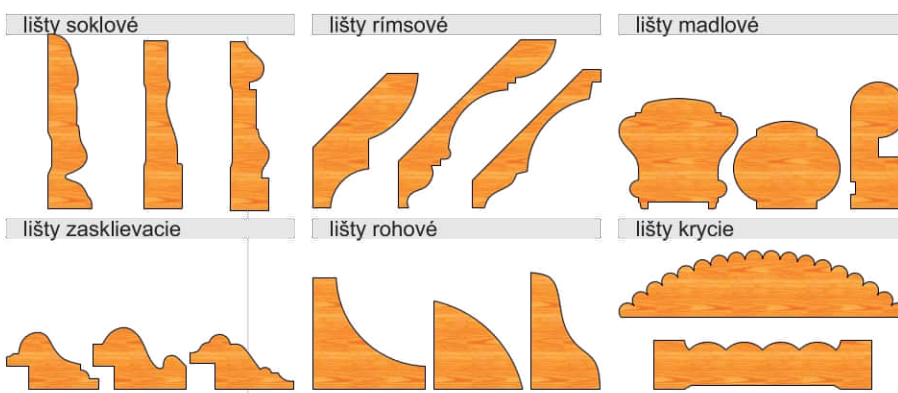 lišty soklové
lišty rímsové
lišty madlové
lišty zasklievacie
lišty rohové
lišty krycie